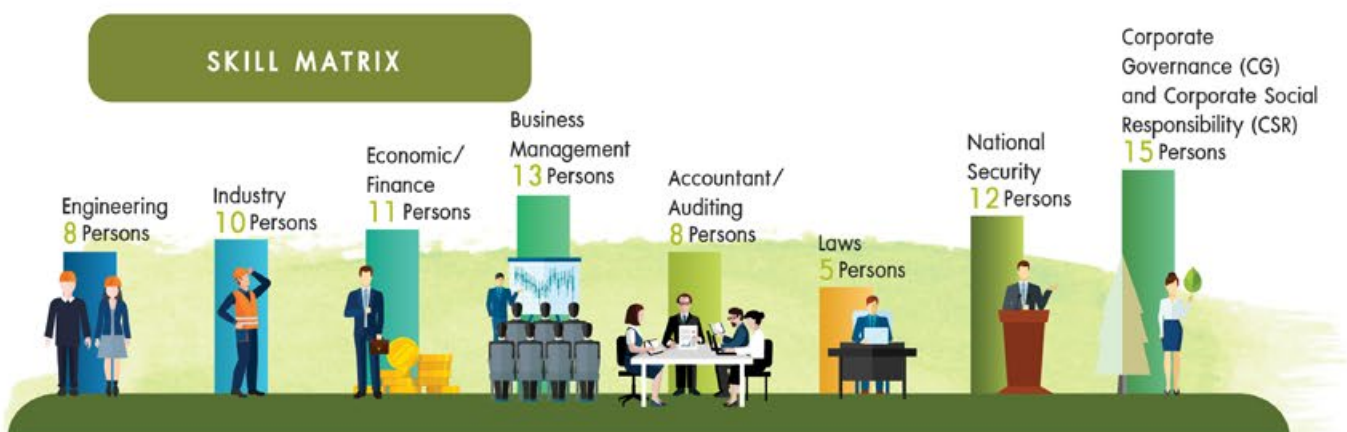 SKILL MATRIX
Engineering
8 Persons
Industry
10 Persons
Economic/
Finance
11 Persons
Business
Management
13 Persons
Accountant/
Auditing
8 Persons
Laws
5 Persons
National
Security
12 Persons
Corporate
Governance (CG)
and Corporate Social
Responsibility (CSR)
15 Persons